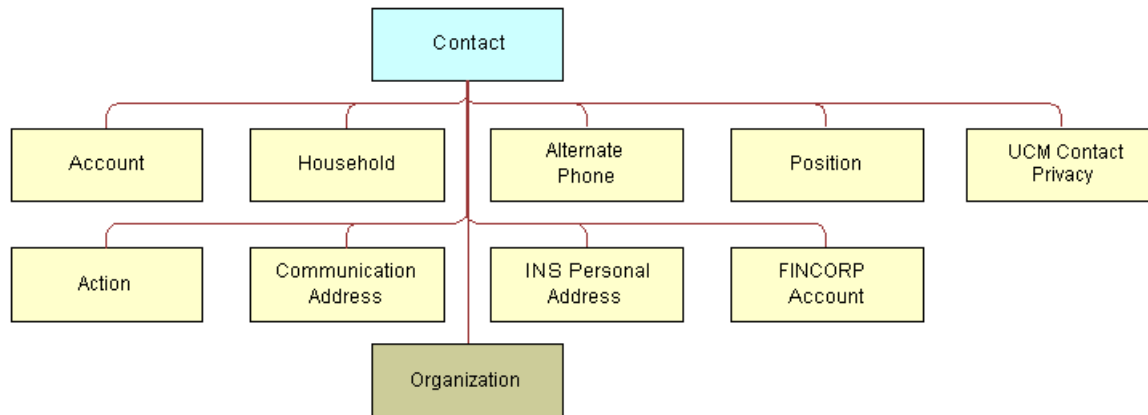 Contact
Account
Household
Alternate
Phone
Position
UCM Contact
Privacy
Action
Communication
Address
INS Personal
Address
FINCORP
Account
Organization